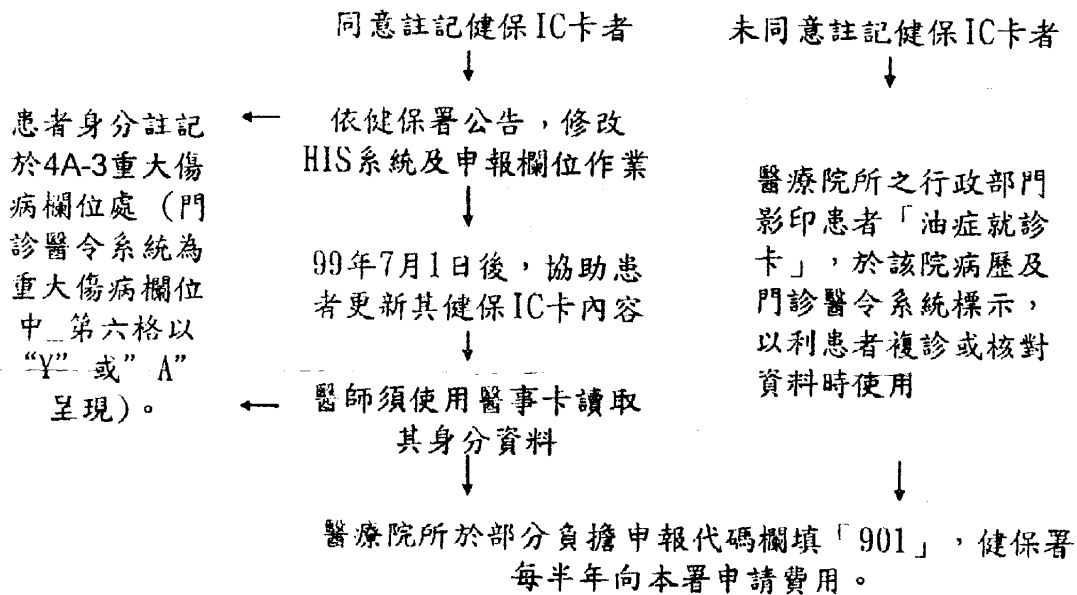 同意註記健保IC卡者
依健保署公告，修改
HIS系統及申報欄位作業
患者身分註記
於4A-3重大傷
病欄位處（門
診醫令系統為
重大傷病欄位
中_第六格以
“Y”或”A”
呈現）。
99年7月1日後，協助患
者更新其健保IC卡內容
醫師須使用醫事卡讀取
其身分資料
未同意註記健保IC卡者
醫療院所之行政部門
影印患者「油症就診
卡」，於該院病歷及
門診醫令系統標示，
以利患者複診或核對
資料時使用
醫療院所於部分負擔申報代碼欄填「901」，健保署
每半年向本署申請費用。